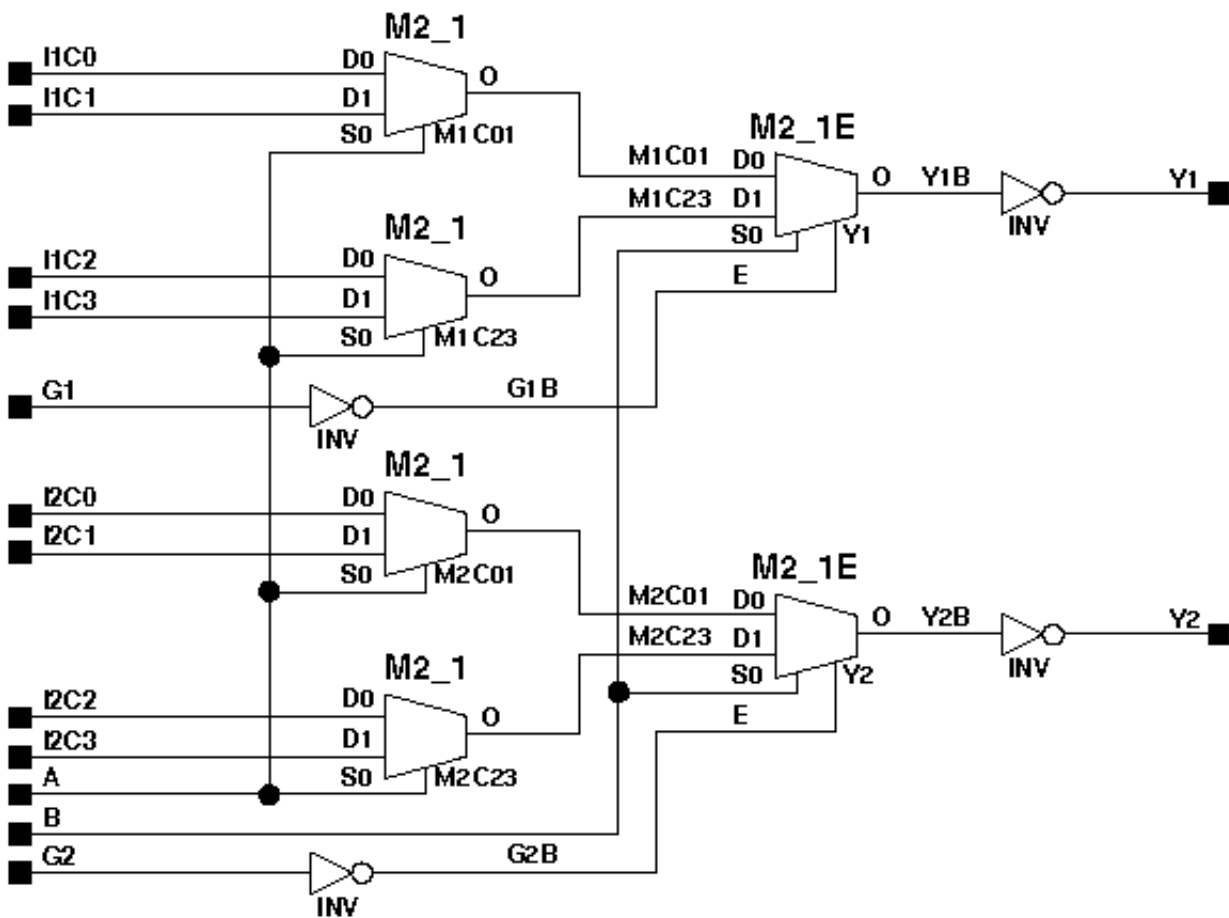 M2_1
I1C0 D0 O
I1C1 D1
S0 M1C01
M2_1E
M1C01 D0 O Y1B Y1
M1C23 D1
INV
M2_1
S0 Y1
I1C2 D0 O E
I1C3 D1
S0 M1C23
G1 G1B
INV
M2_1
I2C0 D0 O
I2C1 D1
S0 M2C01
M2_1E
M2C01 D0 O Y2B Y2
M2C23 D1
INV
M2_1
S0 Y2
I2C2 D0 O E
I2C3 D1
A S0 M2C23
B
G2 G2B
INV